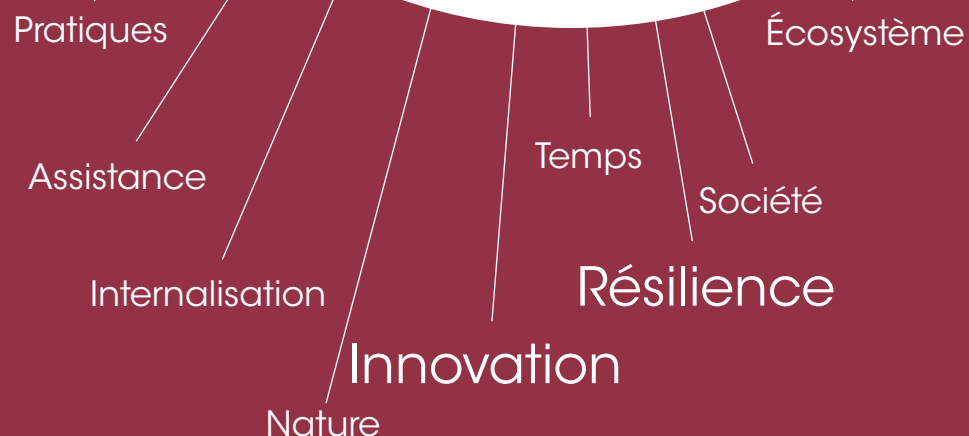 Pratiques
Écosystème
Temps
Assistance
Société
Résilience
Internalisation
Innovation
Nature